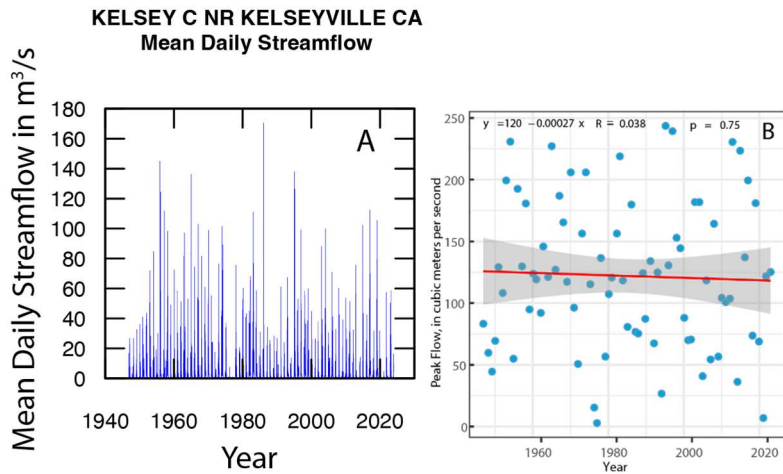 KELSEY C NR KELSEYVILLE CA
Mean Daily Streamflow
Mean Daily Streamflow in m³/s
180
160
140
120
100
80
60
40
20
0
A
1940 1960 1980 2000 2020
Year
y =120 −0.00027 x R = 0.038 p = 0.75
B
Peak Flow, in cubic meters per second
250
200
150
100
50
0
1960 1980 2000 2020
Year